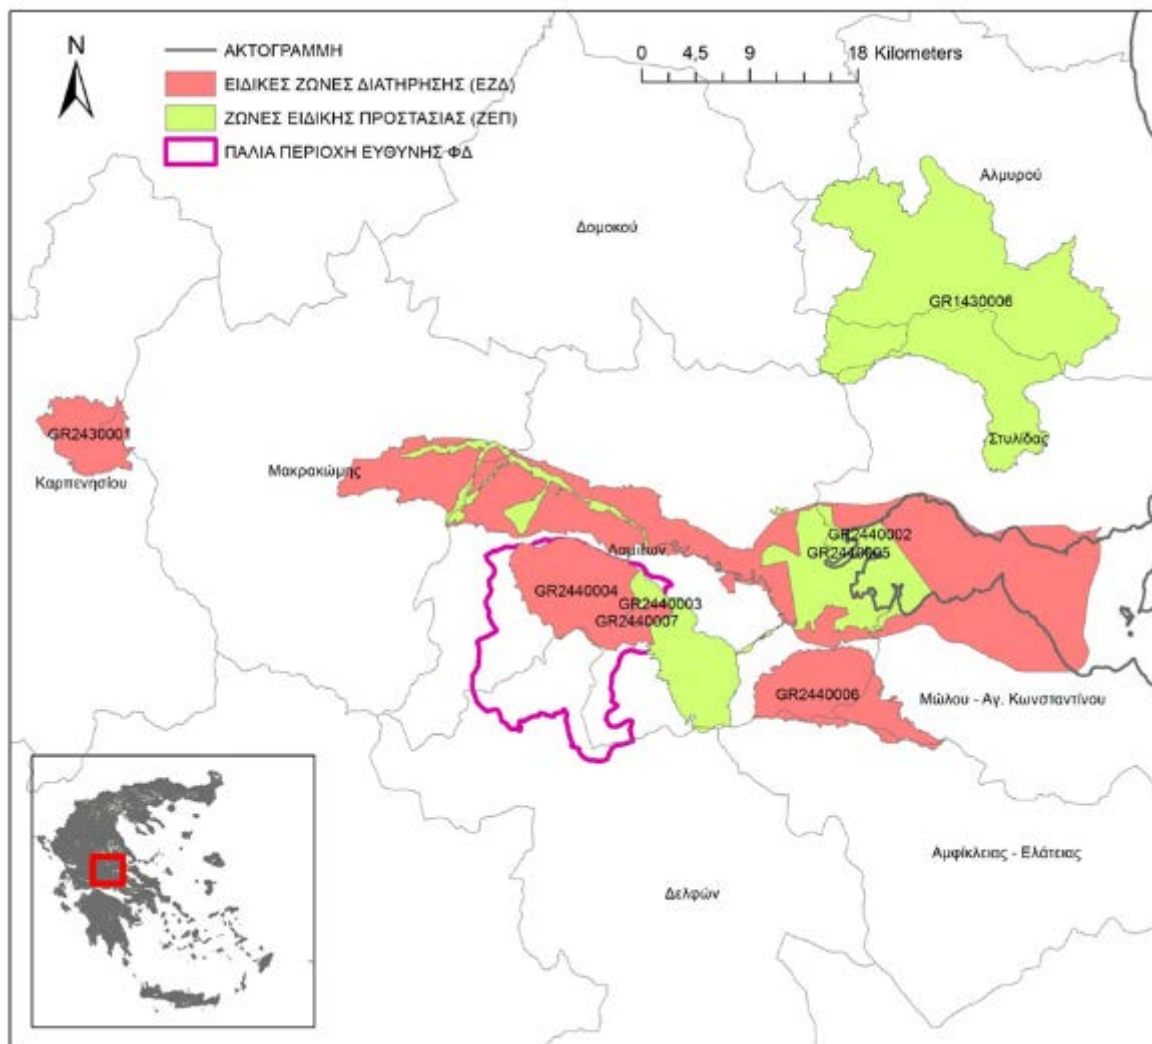 N
ΑΚΤΟΓΡΑΜΜΗ
ΕΙΔΙΚΕΣ ΖΩΝΕΣ ΔΙΑΤΗΡΗΣΗΣ (ΕΖΔ)
ΖΩΝΕΣ ΕΙΔΙΚΗΣ ΠΡΟΣΤΑΣΙΑΣ (ΖΕΠ)
ΠΑΛΙΑ ΠΕΡΙΟΧΗ ΕΥΘΥΝΗΣ ΦΔ
0 4,5 9 18 Kilometers
Αλμυρού
Δομοκού
GR1430006
GR2430001
Καρπενησίου
Μακρακώμης
Στυλίδας
GR2440002
GR2440005
Λαμιέων
GR2440004
GR2440003
GR2440007
GR2440006
Μώλου - Αγ. Κωνσταντίνου
Αμφίκλειας - Ελάτειας
Δελφών